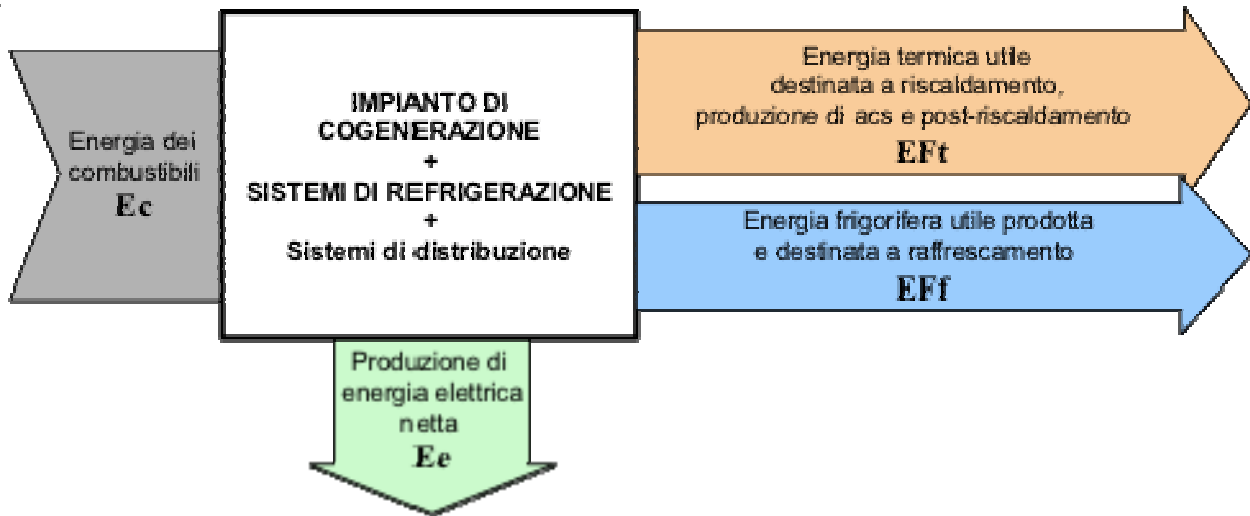 Energia dei
combustibili
Ec
IMPIANTO DI
COGENERAZIONE
+
SISTEMI DI REFRIGERAZIONE
+
Sistemi di distribuzione
Energia termica utile
destinata a riscaldamento,
produzione di acs e post-riscaldamento
EFt
Energia frigorifera utile prodotta
e destinata a raffrescamento
EFf
Produzione di
energia elettrica
netta
Ee